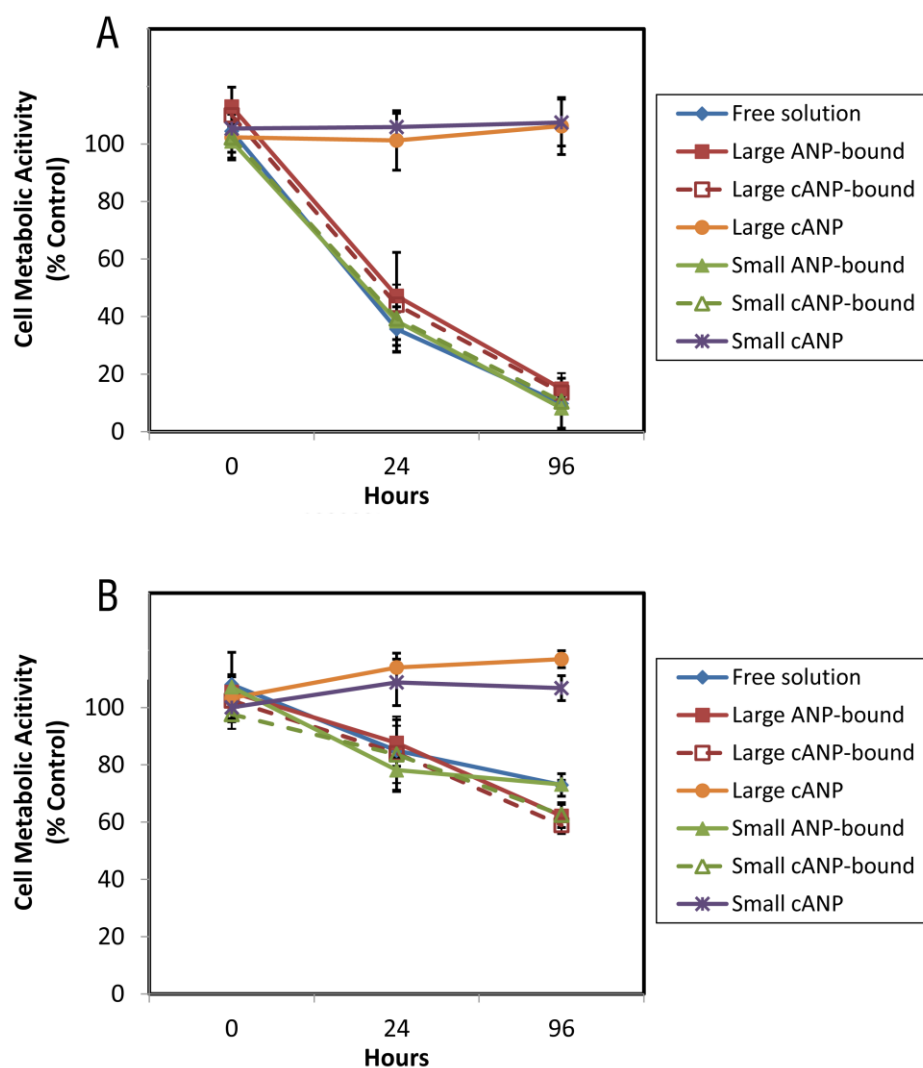 A
Cell Metabolic Acitivity
(% Control)
100
80
60
40
20
0
0
24
96
Hours
Free solution
Large ANP-bound
Large cANP-bound
Large cANP
Small ANP-bound
Small cANP-bound
Small cANP
B
Cell Metabolic Acitivity
(% Control)
100
80
60
40
20
0
0
24
96
Hours
Free solution
Large ANP-bound
Large cANP-bound
Large cANP
Small ANP-bound
Small cANP-bound
Small cANP